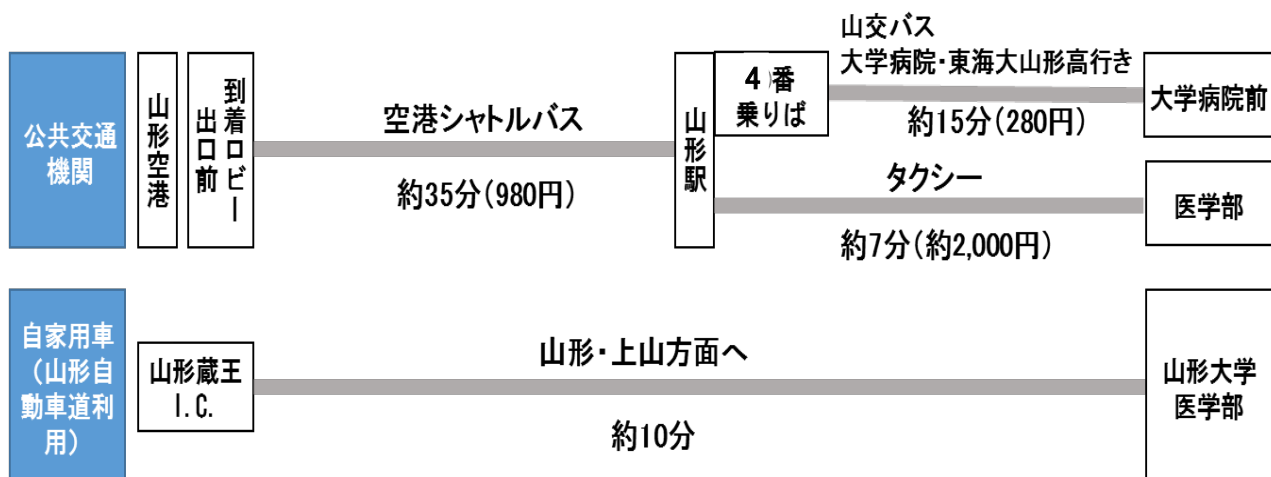 公共交通
機関
山形空港
到着ロビー
出口前
空港シャトルバス
約35分(980円)
山形駅
4番
乗りば
山交バス
大学病院・東海大山形高行き
約15分(280円)
大学病院前
タクシー
約7分(約2,000円)
医学部
自家用車
(山形自
動車道利
用)
山形蔵王
I.C.
山形・上山方面へ
約10分
山形大学
医学部